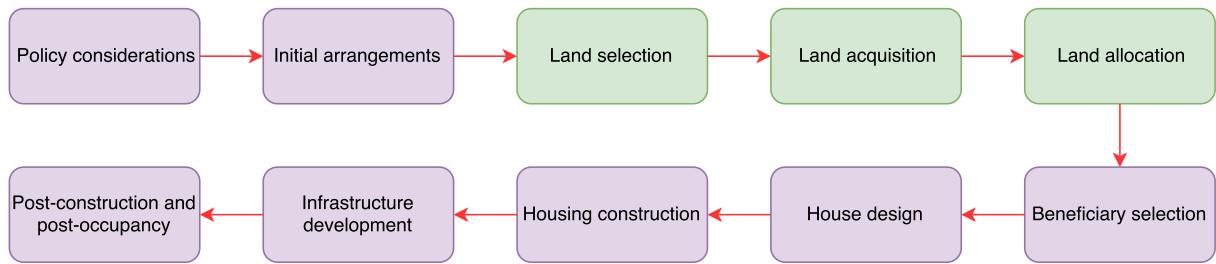 Policy considerations
Initial arrangements
Land selection
Land acquisition
Land allocation
Beneficiary selection
House design
Housing construction
Infrastructure
development
Post-construction and
post-occupancy